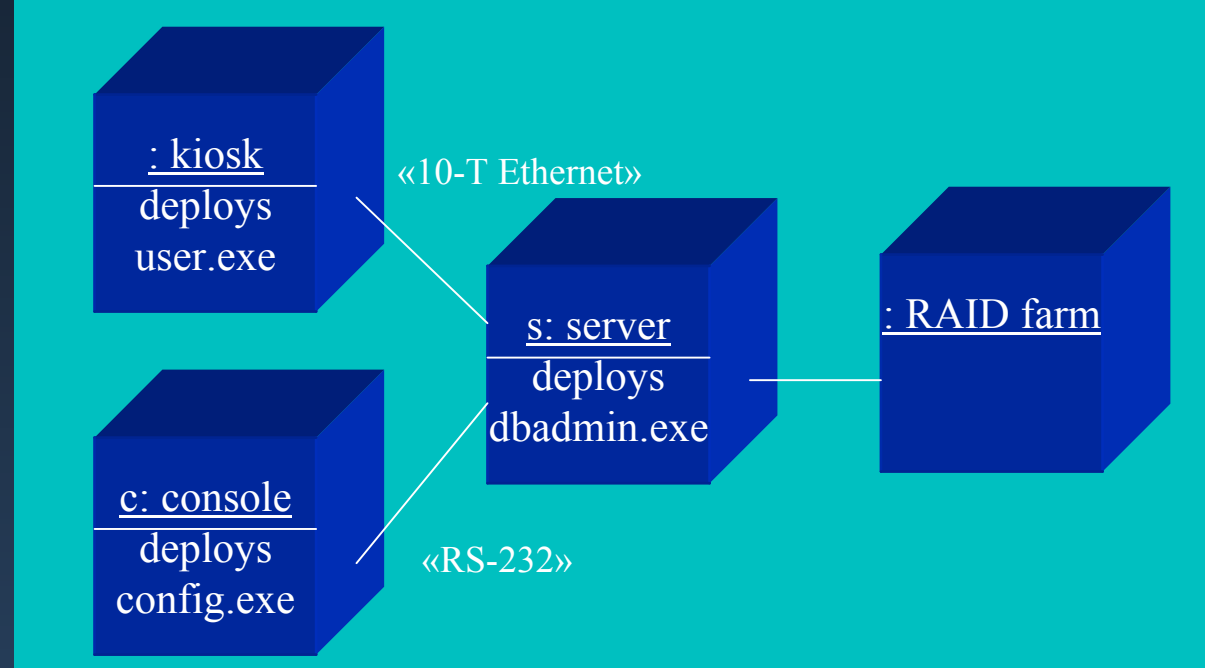 : kiosk
deploys
user.exe
«10-T Ethernet»
s: server
deploys
dbadmin.exe
: RAID farm
c: console
deploys
config.exe
«RS-232»